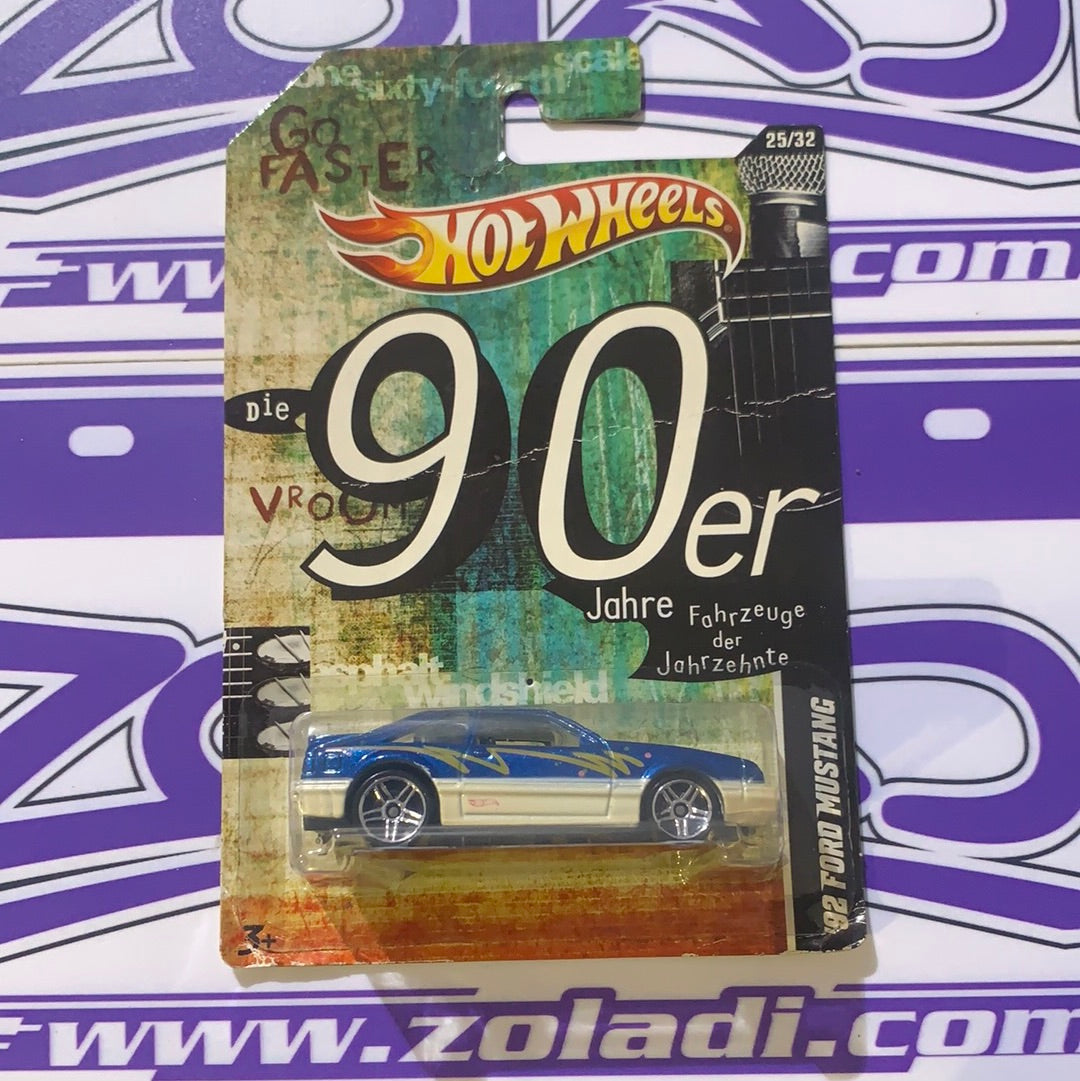 one
sixty-fourth
scale
GO
FASTER
25/32
HOT WHEELS
Die
90er
VROOM
Jahre
Fahrzeuge
der
Jahrzehnte
asphalt
windshield
'92 FORD MUSTANG
3+
.com
www.zoladi.com